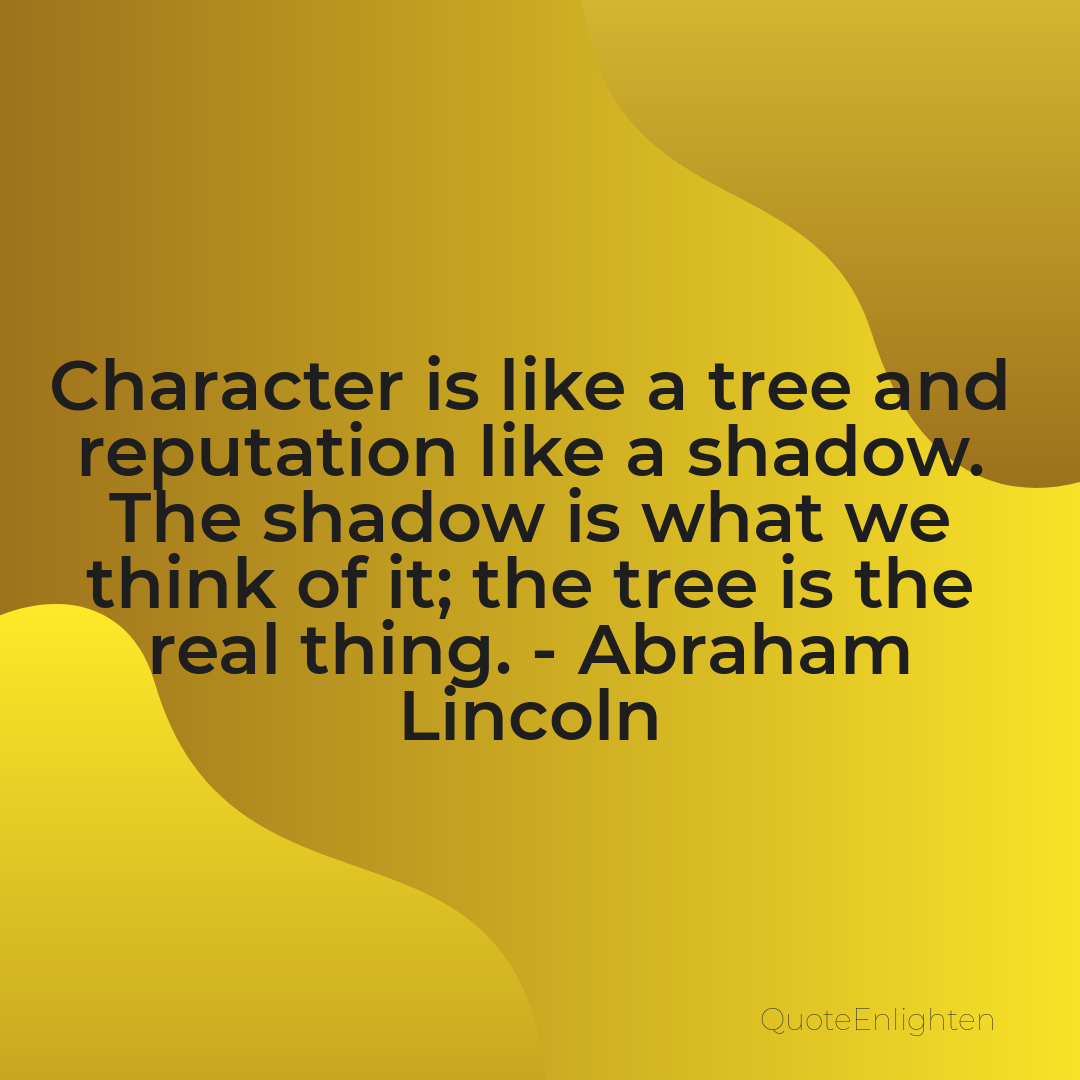 Character is like a tree and
reputation like a shadow.
The shadow is what we
think of it; the tree is the
real thing. - Abraham
Lincoln
QuoteEnlighten